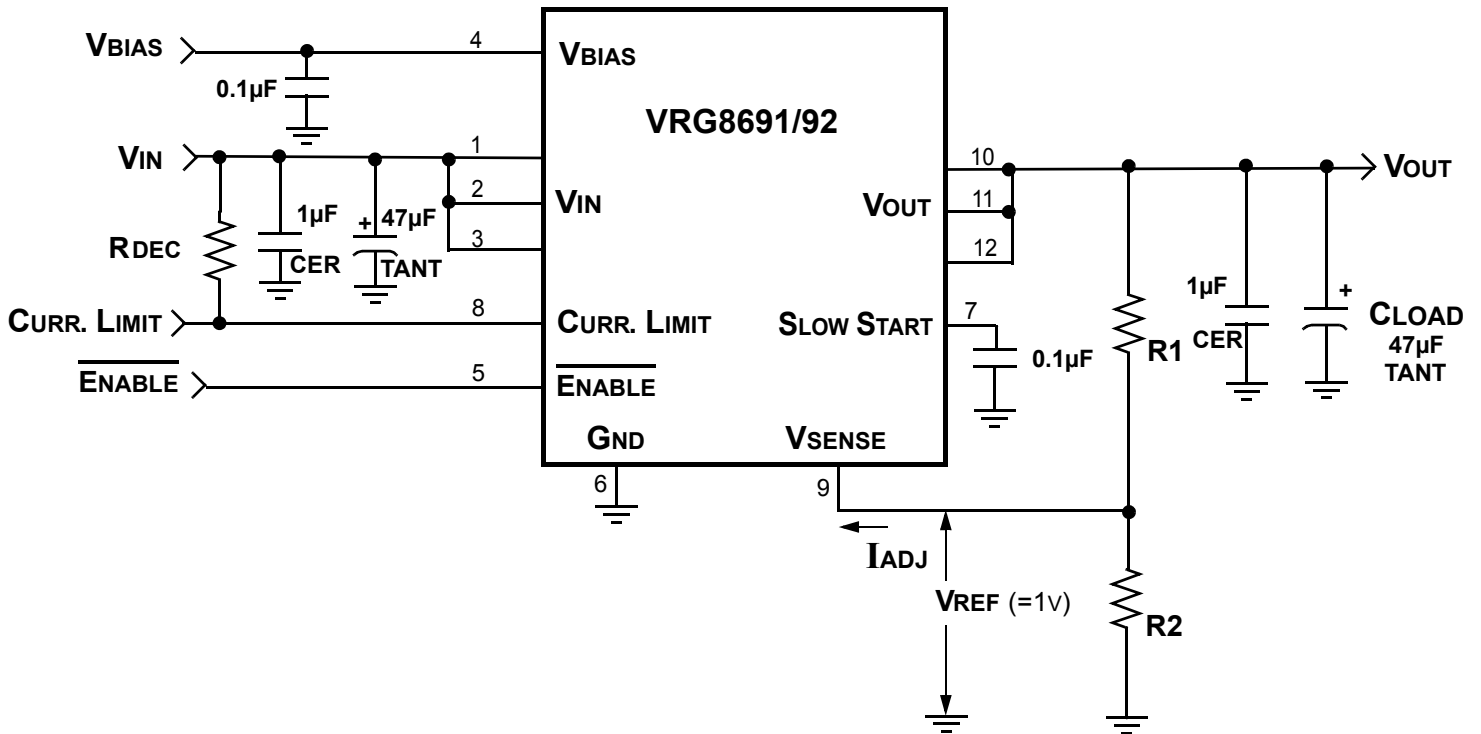 VBIAS
4
VBIAS
0.1µF
VRG8691/92
VIN
1
2
3
VIN
1µF
CER
+
47µF
TANT
RDEC
CURR. LIMIT
8
CURR. LIMIT
ENABLE
5
ENABLE
GND
6
VSENSE
9
SLOW START
7
0.1µF
VOUT
10
11
12
VOUT
R1
1µF
CER
+
CLOAD
47µF
TANT
IADJ
VREF (=1V)
R2